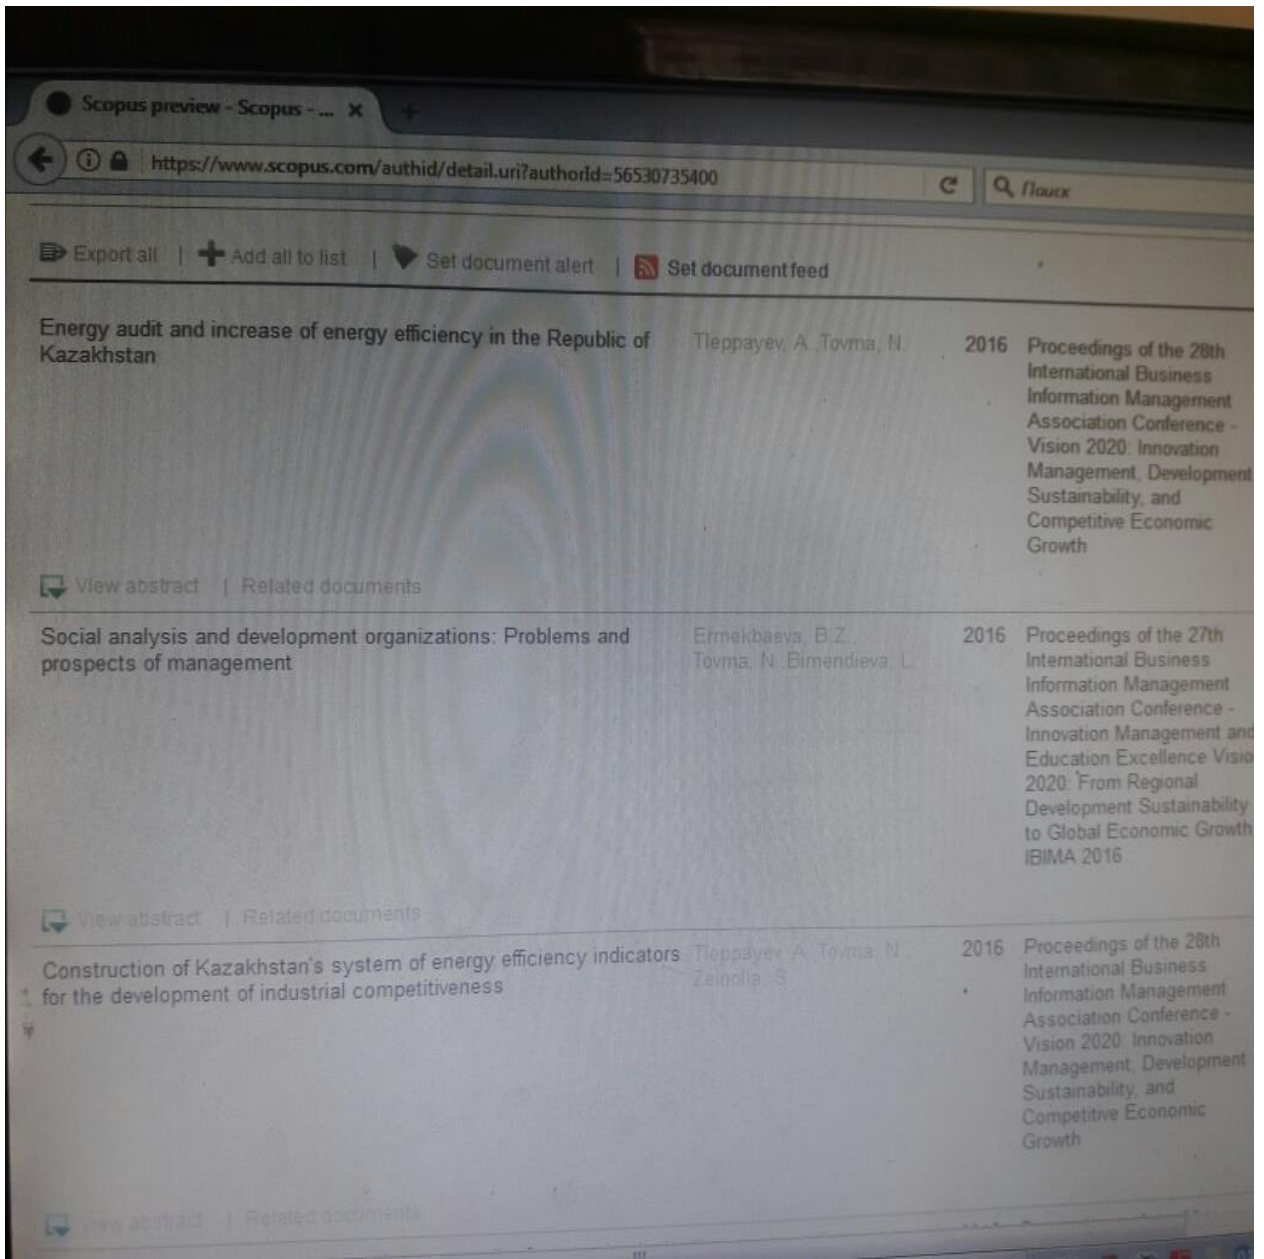 Scopus preview - Scopus - ...
https://www.scopus.com/authid/detail.uri?authorId=56530735400
Поиск
Export all | Add all to list | Set document alert | Set document feed
Energy audit and increase of energy efficiency in the Republic of
Kazakhstan
Tleppayev, A.,Tovma, N.
2016
Proceedings of the 28th
International Business
Information Management
Association Conference -
Vision 2020: Innovation
Management, Development
Sustainability, and
Competitive Economic
Growth
View abstract | Related documents
Social analysis and development organizations: Problems and
prospects of management
Ermekbaeva, B.Z.,
Tovma, N.,Bimendieva, L.
2016
Proceedings of the 27th
International Business
Information Management
Association Conference -
Innovation Management and
Education Excellence Visio
2020: From Regional
Development Sustainability
to Global Economic Growth
IBIMA 2016
View abstract | Related documents
Construction of Kazakhstan's system of energy efficiency indicators
for the development of industrial competitiveness
Tleppayev, A.,Tovma, N.
Zeinolla, S.
2016
Proceedings of the 28th
International Business
Information Management
Association Conference -
Vision 2020: Innovation
Management, Development
Sustainability, and
Competitive Economic
Growth
View abstract | Related documents